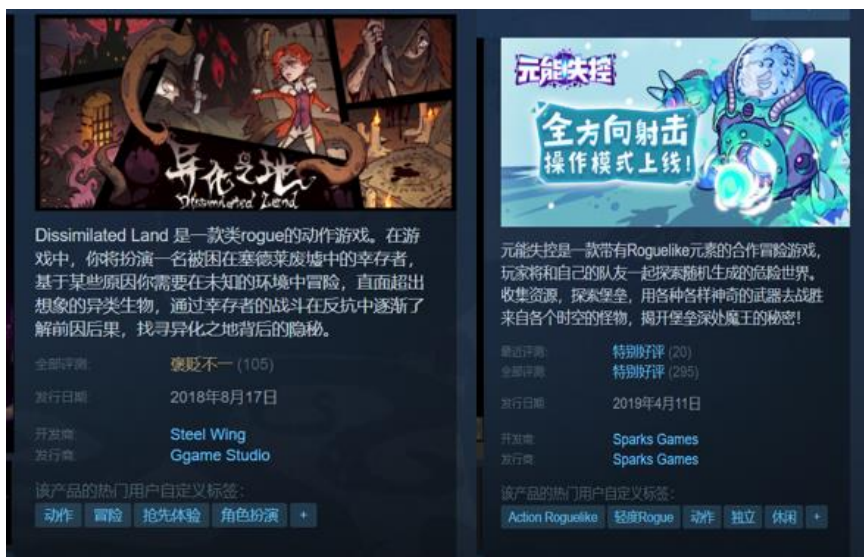 异化之地
Dissimilated Land
Dissimilated Land 是一款类rogue的动作游戏。在游
戏中，你将扮演一名被困在塞德莱废墟中的幸存者，
基于某些原因你需要在未知的环境中冒险，直面超出
想象的异类生物，通过幸存者的战斗在反抗中逐渐了
解前因后果，找寻异化之地背后的隐秘。
全部评测:
褒贬不一 (105)
发行日期:
2018年8月17日
开发商:
Steel Wing
发行商:
Ggame Studio
该产品的热门用户自定义标签:
动作
冒险
抢先体验
角色扮演
+
元能失控
全方向射击
操作模式上线!
元能失控是一款带有Roguelike元素的合作冒险游戏，
玩家将和自己的队友一起探索随机生成的危险世界。
收集资源，探索堡垒，用各种各样神奇的武器去战胜
来自各个时空的怪物，揭开堡垒深处魔王的秘密！
最近评测:
特别好评 (20)
全部评测:
特别好评 (295)
发行日期:
2019年4月11日
开发商:
Sparks Games
发行商:
Sparks Games
该产品的热门用户自定义标签:
Action Roguelike
轻度Rogue
动作
独立
休闲
+